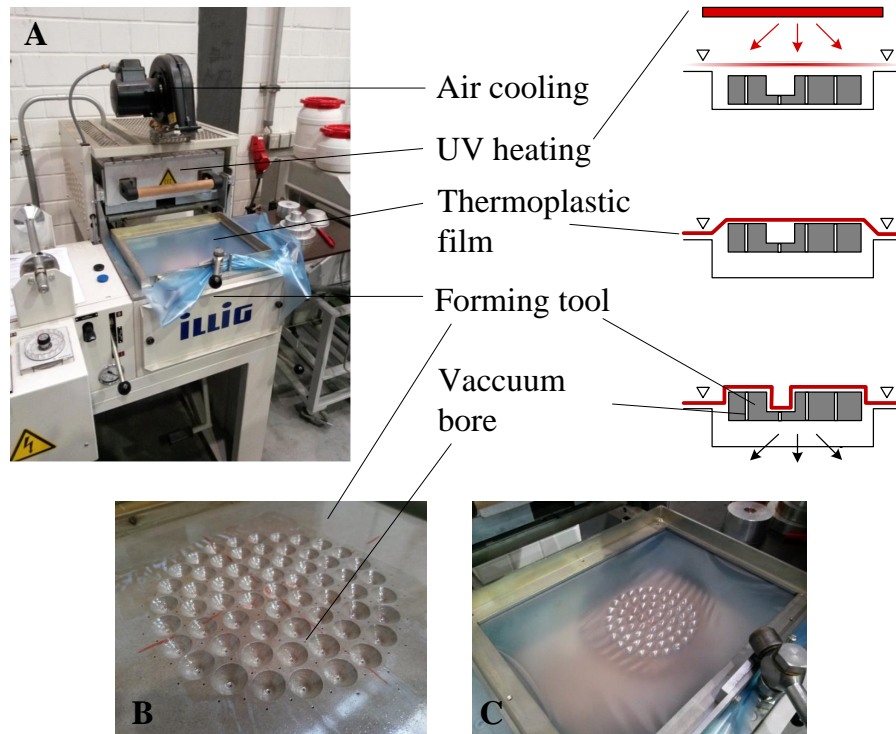 A
Air cooling
UV heating
Thermoplastic
film
Forming tool
ILLIG
Vaccuum
bore
B
C